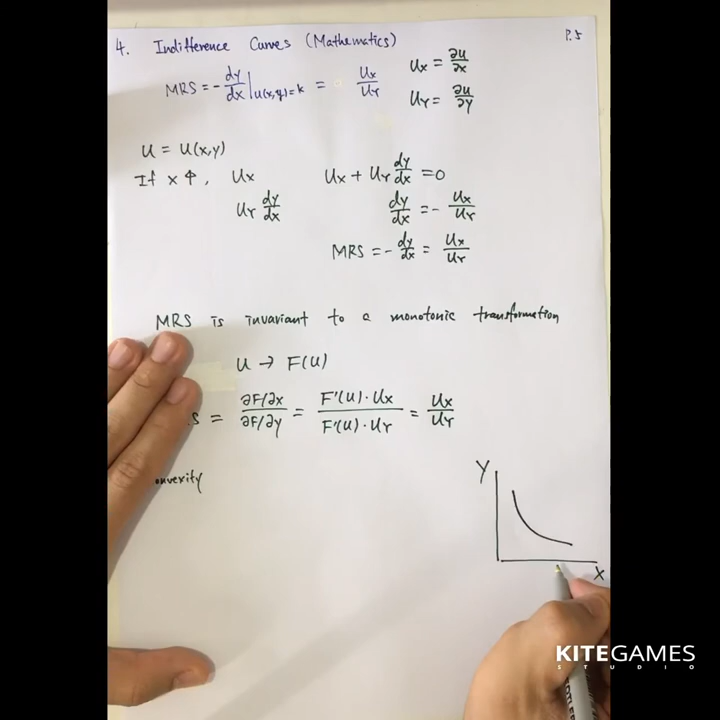 4. Indifference Curves (Mathematics) P.5
MRS = - dy/dx | U(x,y)=k = Ux/UY Ux = ∂u/∂x
UY = ∂u/∂y
U = U(x,y)
If x ↑, Ux Ux + UY dy/dx = 0
UY dy/dx dy/dx = - Ux/UY
MRS = - dy/dx = Ux/UY
MRS is invariant to a monotonic transformation
U → F(U)
S = ∂F/∂x / ∂F/∂y = F'(U)·Ux / F'(U)·UY = Ux/UY
onvexity
Y
X
KITEGAMES
STUDIO